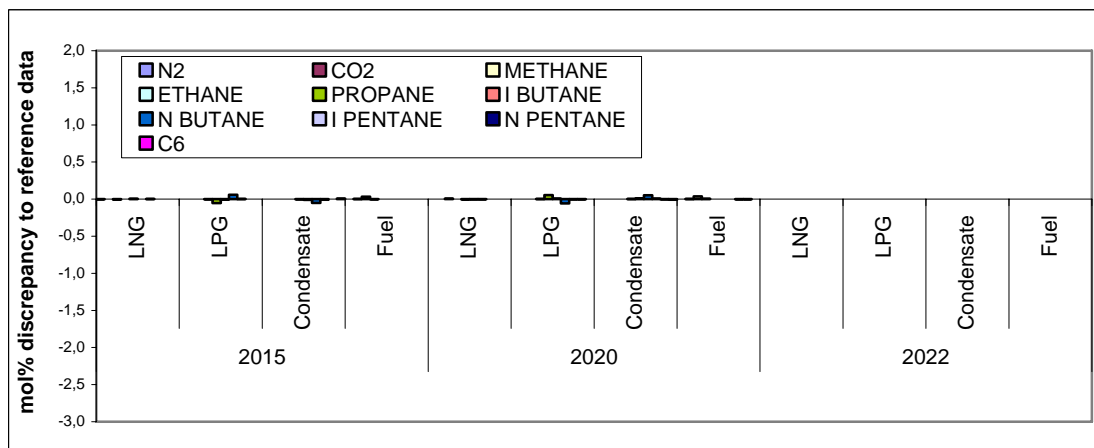 mol% discrepancy to reference data
2,0
1,5
1,0
0,5
0,0
-0,5
-1,0
-1,5
-2,0
-2,5
-3,0
N2 CO2 METHANE
ETHANE PROPANE I BUTANE
N BUTANE I PENTANE N PENTANE
C6
LNG LPG Condensate Fuel LNG LPG Condensate Fuel LNG LPG Condensate Fuel
2015 2020 2022